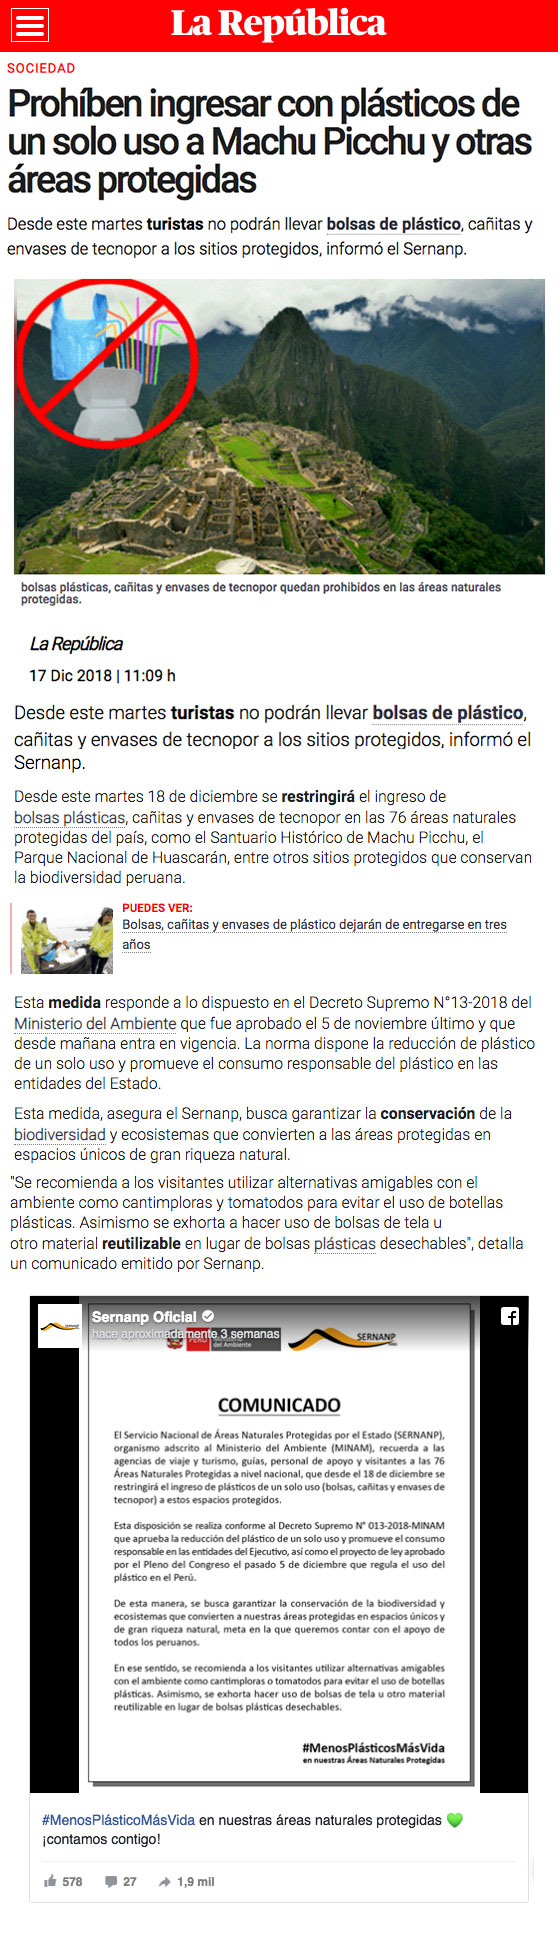 La República
SOCIEDAD
Prohíben ingresar con plásticos de
un solo uso a Machu Picchu y otras
áreas protegidas
Desde este martes turistas no podrán llevar bolsas de plástico, cañitas y
envases de tecnopor a los sitios protegidos, informó el Sernanp.
bolsas plásticas, cañitas y envases de tecnopor quedan prohibidos en las áreas naturales
protegidas.
La República
17 Dic 2018 | 11:09 h
Desde este martes turistas no podrán llevar bolsas de plástico,
cañitas y envases de tecnopor a los sitios protegidos, informó el
Sernanp.
Desde este martes 18 de diciembre se restringirá el ingreso de
bolsas plásticas, cañitas y envases de tecnopor en las 76 áreas naturales
protegidas del país, como el Santuario Histórico de Machu Picchu, el
Parque Nacional de Huascarán, entre otros sitios protegidos que conservan
la biodiversidad peruana.
PUEDES VER:
Bolsas, cañitas y envases de plástico dejarán de entregarse en tres
años
Esta medida responde a lo dispuesto en el Decreto Supremo N°13-2018 del
Ministerio del Ambiente que fue aprobado el 5 de noviembre último y que
desde mañana entra en vigencia. La norma dispone la reducción de plástico
de un solo uso y promueve el consumo responsable del plástico en las
entidades del Estado.
Esta medida, asegura el Sernanp, busca garantizar la conservación de la
biodiversidad y ecosistemas que convierten a las áreas protegidas en
espacios únicos de gran riqueza natural.
"Se recomienda a los visitantes utilizar alternativas amigables con el
ambiente como cantimploras y tomatodos para evitar el uso de botellas
plásticas. Asimismo se exhorta a hacer uso de bolsas de tela u
otro material reutilizable en lugar de bolsas plásticas desechables", detalla
un comunicado emitido por Sernanp.
Sernanp Oficial
hace aproximadamente 3 semanas
PERÚ
del Ambiente
SERNANP
COMUNICADO
El Servicio Nacional de Áreas Naturales Protegidas por el Estado (SERNANP),
organismo adscrito al Ministerio del Ambiente (MINAM), recuerda a las
agencias de viaje y turismo, guías, personal de apoyo y visitantes a las 76
Áreas Naturales Protegidas a nivel nacional, que desde el 18 de diciembre se
restringirá el ingreso de plásticos de un solo uso (bolsas, cañitas y envases de
tecnopor) a estos espacios protegidos.
Esta disposición se realiza conforme al Decreto Supremo N° 013-2018-MINAM
que aprueba la reducción del plástico de un solo uso y promueve el consumo
responsable en las entidades del Ejecutivo, así como el proyecto de ley aprobado
por el Pleno del Congreso el pasado 5 de diciembre que regula el uso del
plástico en el Perú.
De esta manera, se busca garantizar la conservación de la biodiversidad y
ecosistemas que convierten a nuestras áreas protegidas en espacios únicos y
de gran riqueza natural, meta en la que queremos contar con el apoyo de
todos los peruanos.
En ese sentido, se recomienda a los visitantes utilizar alternativas amigables
con el ambiente como cantimploras o tomatodos para evitar el uso de botellas
plásticas. Asimismo, se exhorta hacer uso de bolsas de tela u otro material
reutilizable en lugar de bolsas plásticas desechables.
#MenosPlásticosMásVida
en nuestras Áreas Naturales Protegidas
#MenosPlásticoMásVida en nuestras áreas naturales protegidas 💚
¡contamos contigo!
578 27 1,9 mil